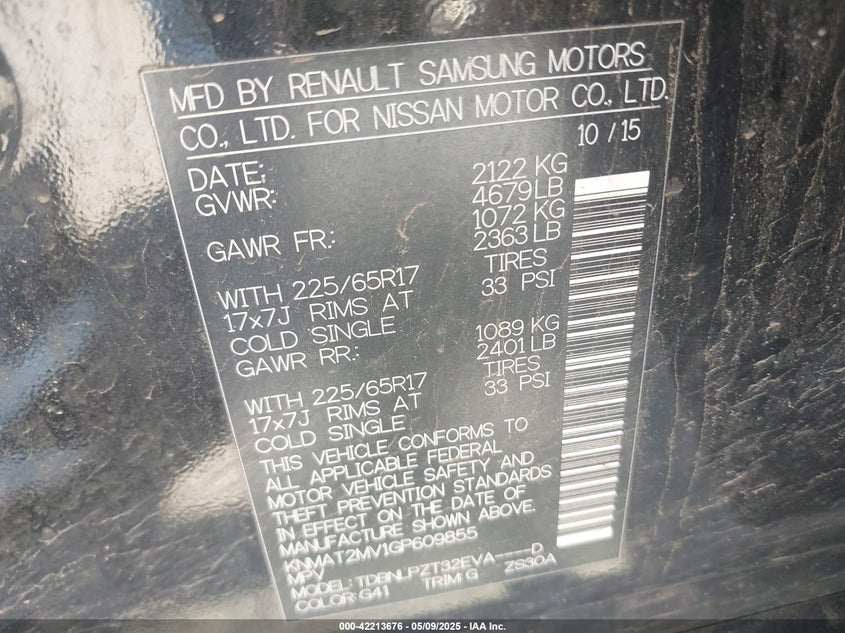 MFD BY RENAULT SAMSUNG MOTORS
CO., LTD. FOR NISSAN MOTOR CO., LTD.
DATE: 10 / 15
GVWR: 2122 KG
4679 LB
GAWR FR.: 1072 KG
2363 LB
WITH 225/65R17 TIRES
17x7J RIMS AT 33 PSI
COLD SINGLE
GAWR RR.: 1089 KG
2401 LB
WITH 225/65R17 TIRES
17x7J RIMS AT 33 PSI
COLD SINGLE
THIS VEHICLE CONFORMS TO
ALL APPLICABLE FEDERAL
MOTOR VEHICLE SAFETY AND
THEFT PREVENTION STANDARDS
IN EFFECT ON THE DATE OF
MANUFACTURE SHOWN ABOVE.
KNMAT2MV1GP609855
MPV
MODEL: TDBNLPZT32EVA----D
COLOR: G41 TRIM: G ZS30A
000-42213676 - 05/09/2025 - IAA Inc.